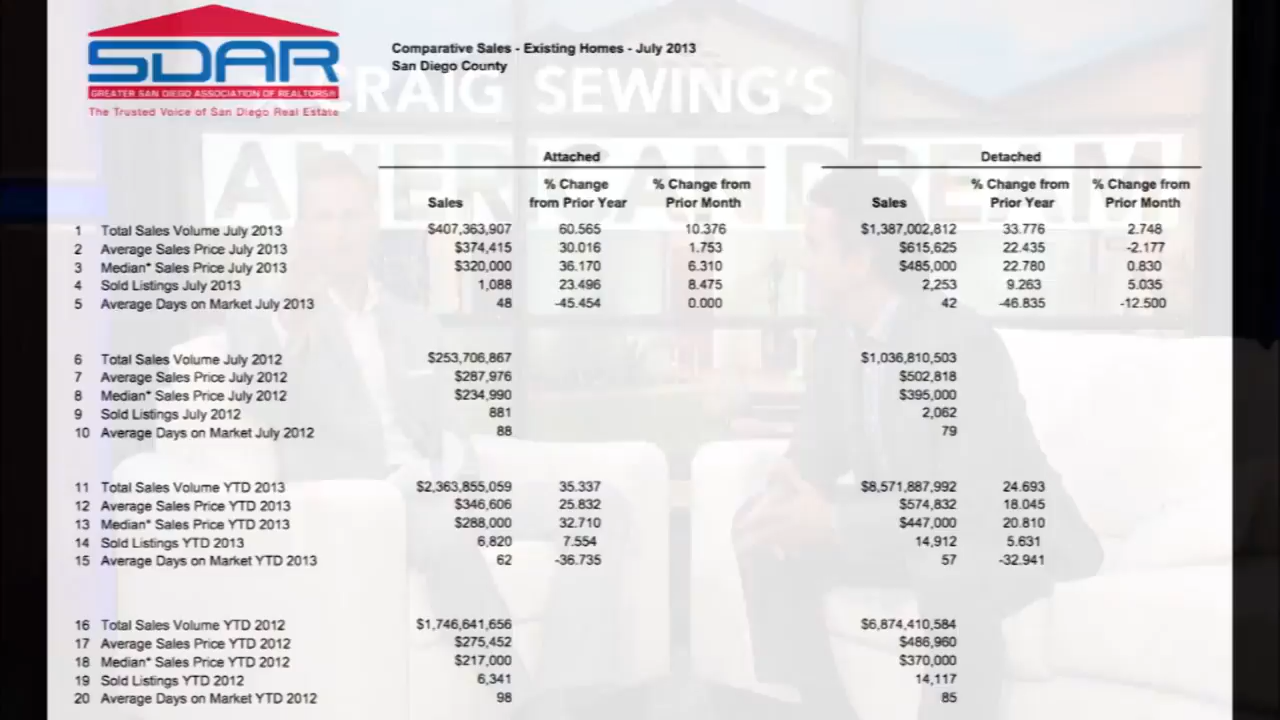 SDAR
GREATER SAN DIEGO ASSOCIATION OF REALTORS®
The Trusted Voice of San Diego Real Estate
Comparative Sales - Existing Homes - July 2013
San Diego County
CRAIG SEWING'S
AMERICAN DREAM
Attached Detached
Sales % Change from Prior Year % Change from Prior Month Sales % Change from Prior Year % Change from Prior Month
1 Total Sales Volume July 2013 $407,363,907 60.565 10.376 $1,387,002,812 33.776 2.748
2 Average Sales Price July 2013 $374,415 30.016 1.753 $615,625 22.435 -2.177
3 Median* Sales Price July 2013 $320,000 36.170 6.310 $485,000 22.780 0.830
4 Sold Listings July 2013 1,088 23.496 8.475 2,253 9.263 5.035
5 Average Days on Market July 2013 48 -45.454 0.000 42 -46.835 -12.500
6 Total Sales Volume July 2012 $253,706,867 $1,036,810,503
7 Average Sales Price July 2012 $287,976 $502,818
8 Median* Sales Price July 2012 $234,990 $395,000
9 Sold Listings July 2012 881 2,062
10 Average Days on Market July 2012 88 79
11 Total Sales Volume YTD 2013 $2,363,855,059 35.337 $8,571,887,992 24.693
12 Average Sales Price YTD 2013 $346,606 25.832 $574,832 18.045
13 Median* Sales Price YTD 2013 $288,000 32.710 $447,000 20.810
14 Sold Listings YTD 2013 6,820 7.554 14,912 5.631
15 Average Days on Market YTD 2013 62 -36.735 57 -32.941
16 Total Sales Volume YTD 2012 $1,746,641,656 $6,874,410,584
17 Average Sales Price YTD 2012 $275,452 $486,960
18 Median* Sales Price YTD 2012 $217,000 $370,000
19 Sold Listings YTD 2012 6,341 14,117
20 Average Days on Market YTD 2012 98 85